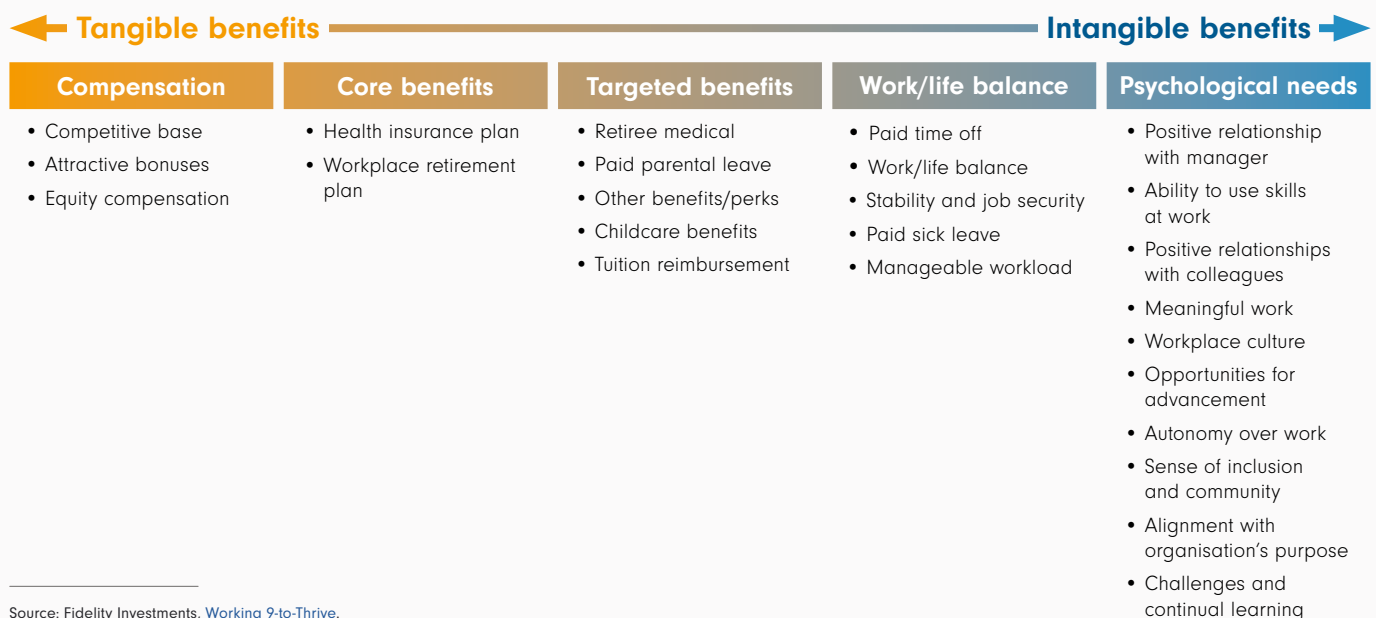 Tangible benefits
Intangible benefits
Compensation
• Competitive base
• Attractive bonuses
• Equity compensation
Core benefits
• Health insurance plan
• Workplace retirement
plan
Targeted benefits
• Retiree medical
• Paid parental leave
• Other benefits/perks
• Childcare benefits
• Tuition reimbursement
Work/life balance
• Paid time off
• Work/life balance
• Stability and job security
• Paid sick leave
• Manageable workload
Psychological needs
• Positive relationship
with manager
• Ability to use skills
at work
• Positive relationships
with colleagues
• Meaningful work
• Workplace culture
• Opportunities for
advancement
• Autonomy over work
• Sense of inclusion
and community
• Alignment with
organisation's purpose
• Challenges and
continual learning
Source: Fidelity Investments, Working 9-to-Thrive.